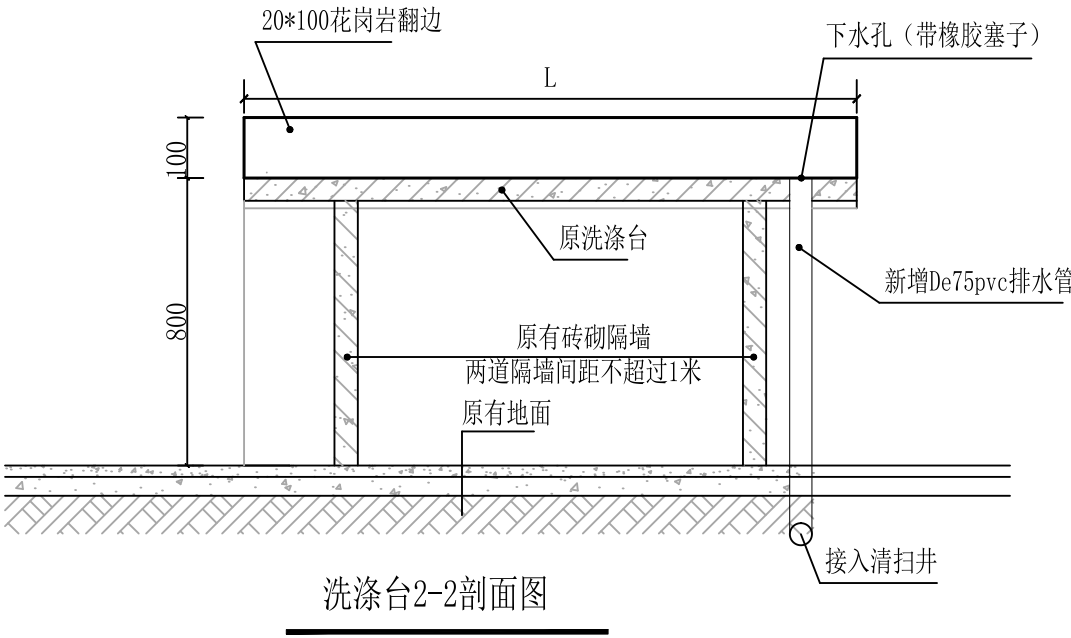 20*100花岗岩翻边
下水孔（带橡胶塞子）
L
100
原洗涤台
新增De75pvc排水管
800
原有砖砌隔墙
两道隔墙间距不超过1米
原有地面
接入清扫井
洗涤台2-2剖面图